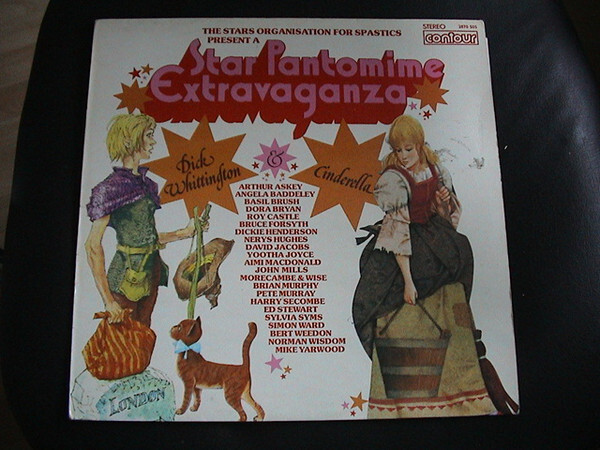 THE STARS ORGANISATION FOR SPASTICS
PRESENT A
STEREO
2870 305
contour
Star Pantomime
Extravaganza
Dick
Whittington
&
Cinderella
ARTHUR ASKEY
ANGELA BADDELEY
BASIL BRUSH
DORA BRYAN
ROY CASTLE
BRUCE FORSYTH
DICKIE HENDERSON
NERYS HUGHES
DAVID JACOBS
YOOTHA JOYCE
AIMI MACDONALD
JOHN MILLS
MORECAMBE & WISE
BRIAN MURPHY
PETE MURRAY
HARRY SECOMBE
ED STEWART
SYLVIA SYMS
SIMON WARD
BERT WEEDON
NORMAN WISDOM
MIKE YARWOOD
LONDON